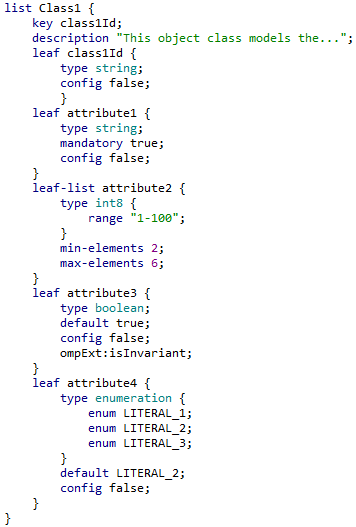 list Class1 {
    key class1Id;
    description "This object class models the...";
    leaf class1Id {
        type string;
        config false;
        }
    leaf attribute1 {
        type string;
        mandatory true;
        config false;
    }
    leaf-list attribute2 {
        type int8 {
            range "1-100";
        }
        min-elements 2;
        max-elements 6;
    }
    leaf attribute3 {
        type boolean;
        default true;
        config false;
        ompExt:isInvariant;
    }
    leaf attribute4 {
        type enumeration {
            enum LITERAL_1;
            enum LITERAL_2;
            enum LITERAL_3;
        }
        default LITERAL_2;
        config false;
    }
}